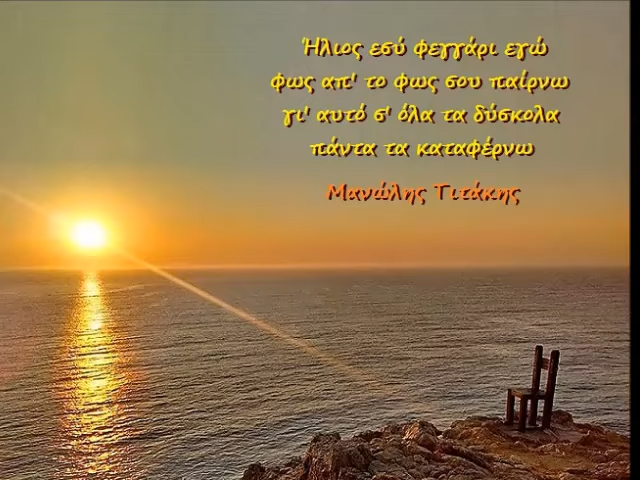 Ήλιος εσύ φεγγάρι εγώ
φως απ' το φως σου παίρνω
γι' αυτό σ' όλα τα δύσκολα
πάντα τα καταφέρνω
Μανώλης Τιτάκης